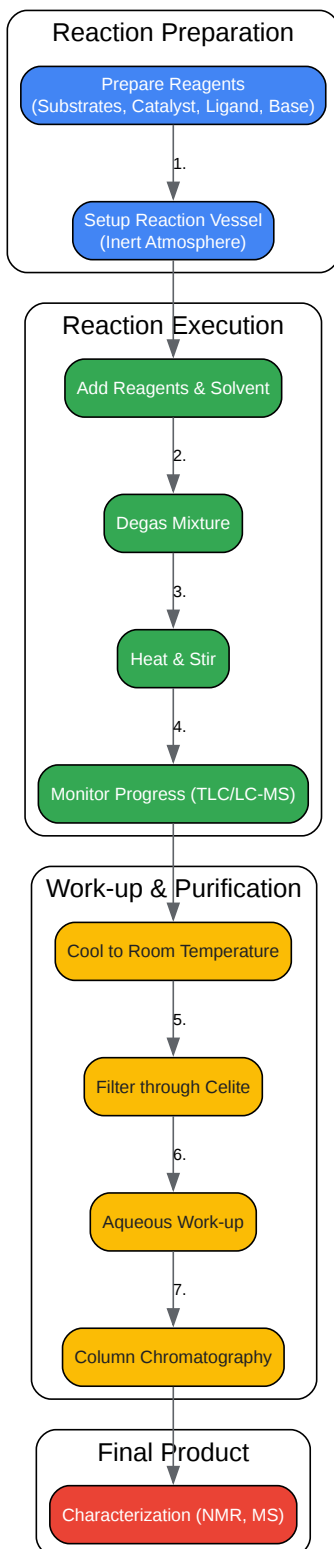 Reaction Preparation
Prepare Reagents
(Substrates, Catalyst, Ligand, Base)
1.
Setup Reaction Vessel
(Inert Atmosphere)
Reaction Execution
Add Reagents & Solvent
2.
Degas Mixture
3.
Heat & Stir
4.
Monitor Progress (TLC/LC-MS)
Work-up & Purification
Cool to Room Temperature
5.
Filter through Celite
6.
Aqueous Work-up
7.
Column Chromatography
Final Product
Characterization (NMR, MS)